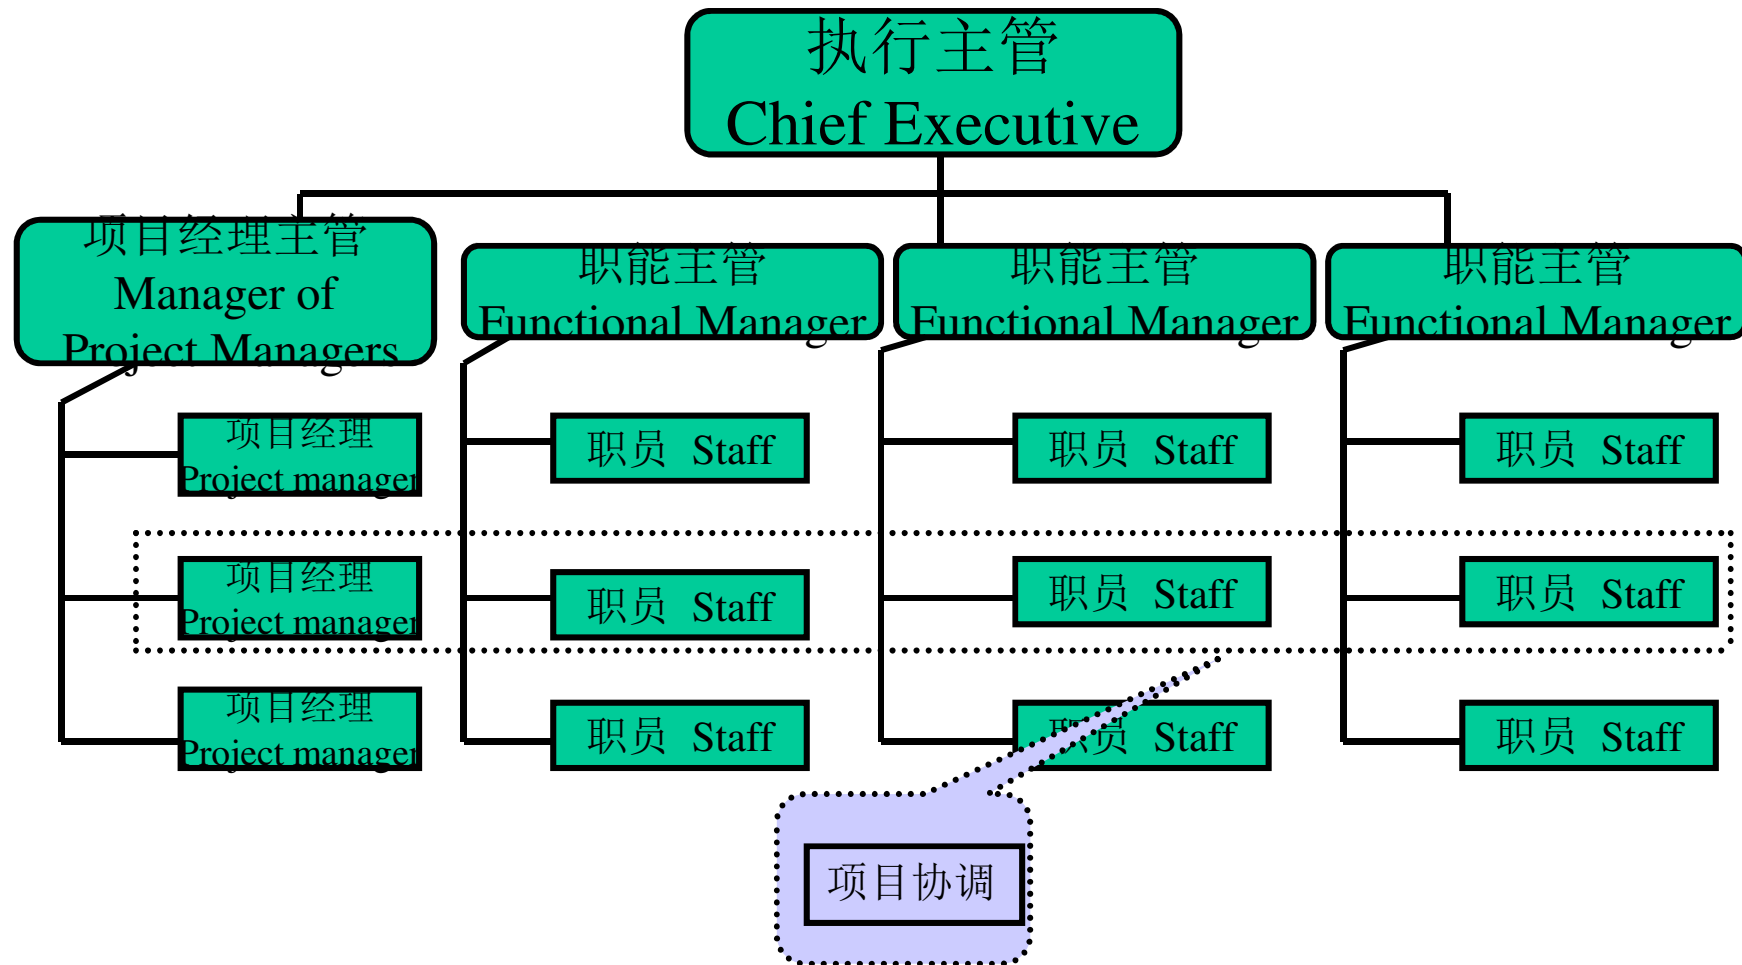 执行主管
Chief Executive
项目经理主管
Manager of
Project Managers
职能主管
Functional Manager
职能主管
Functional Manager
职能主管
Functional Manager
项目经理
Project manager
职员 Staff
职员 Staff
职员 Staff
项目经理
Project manager
职员 Staff
职员 Staff
职员 Staff
项目经理
Project manager
职员 Staff
职员 Staff
职员 Staff
项目协调